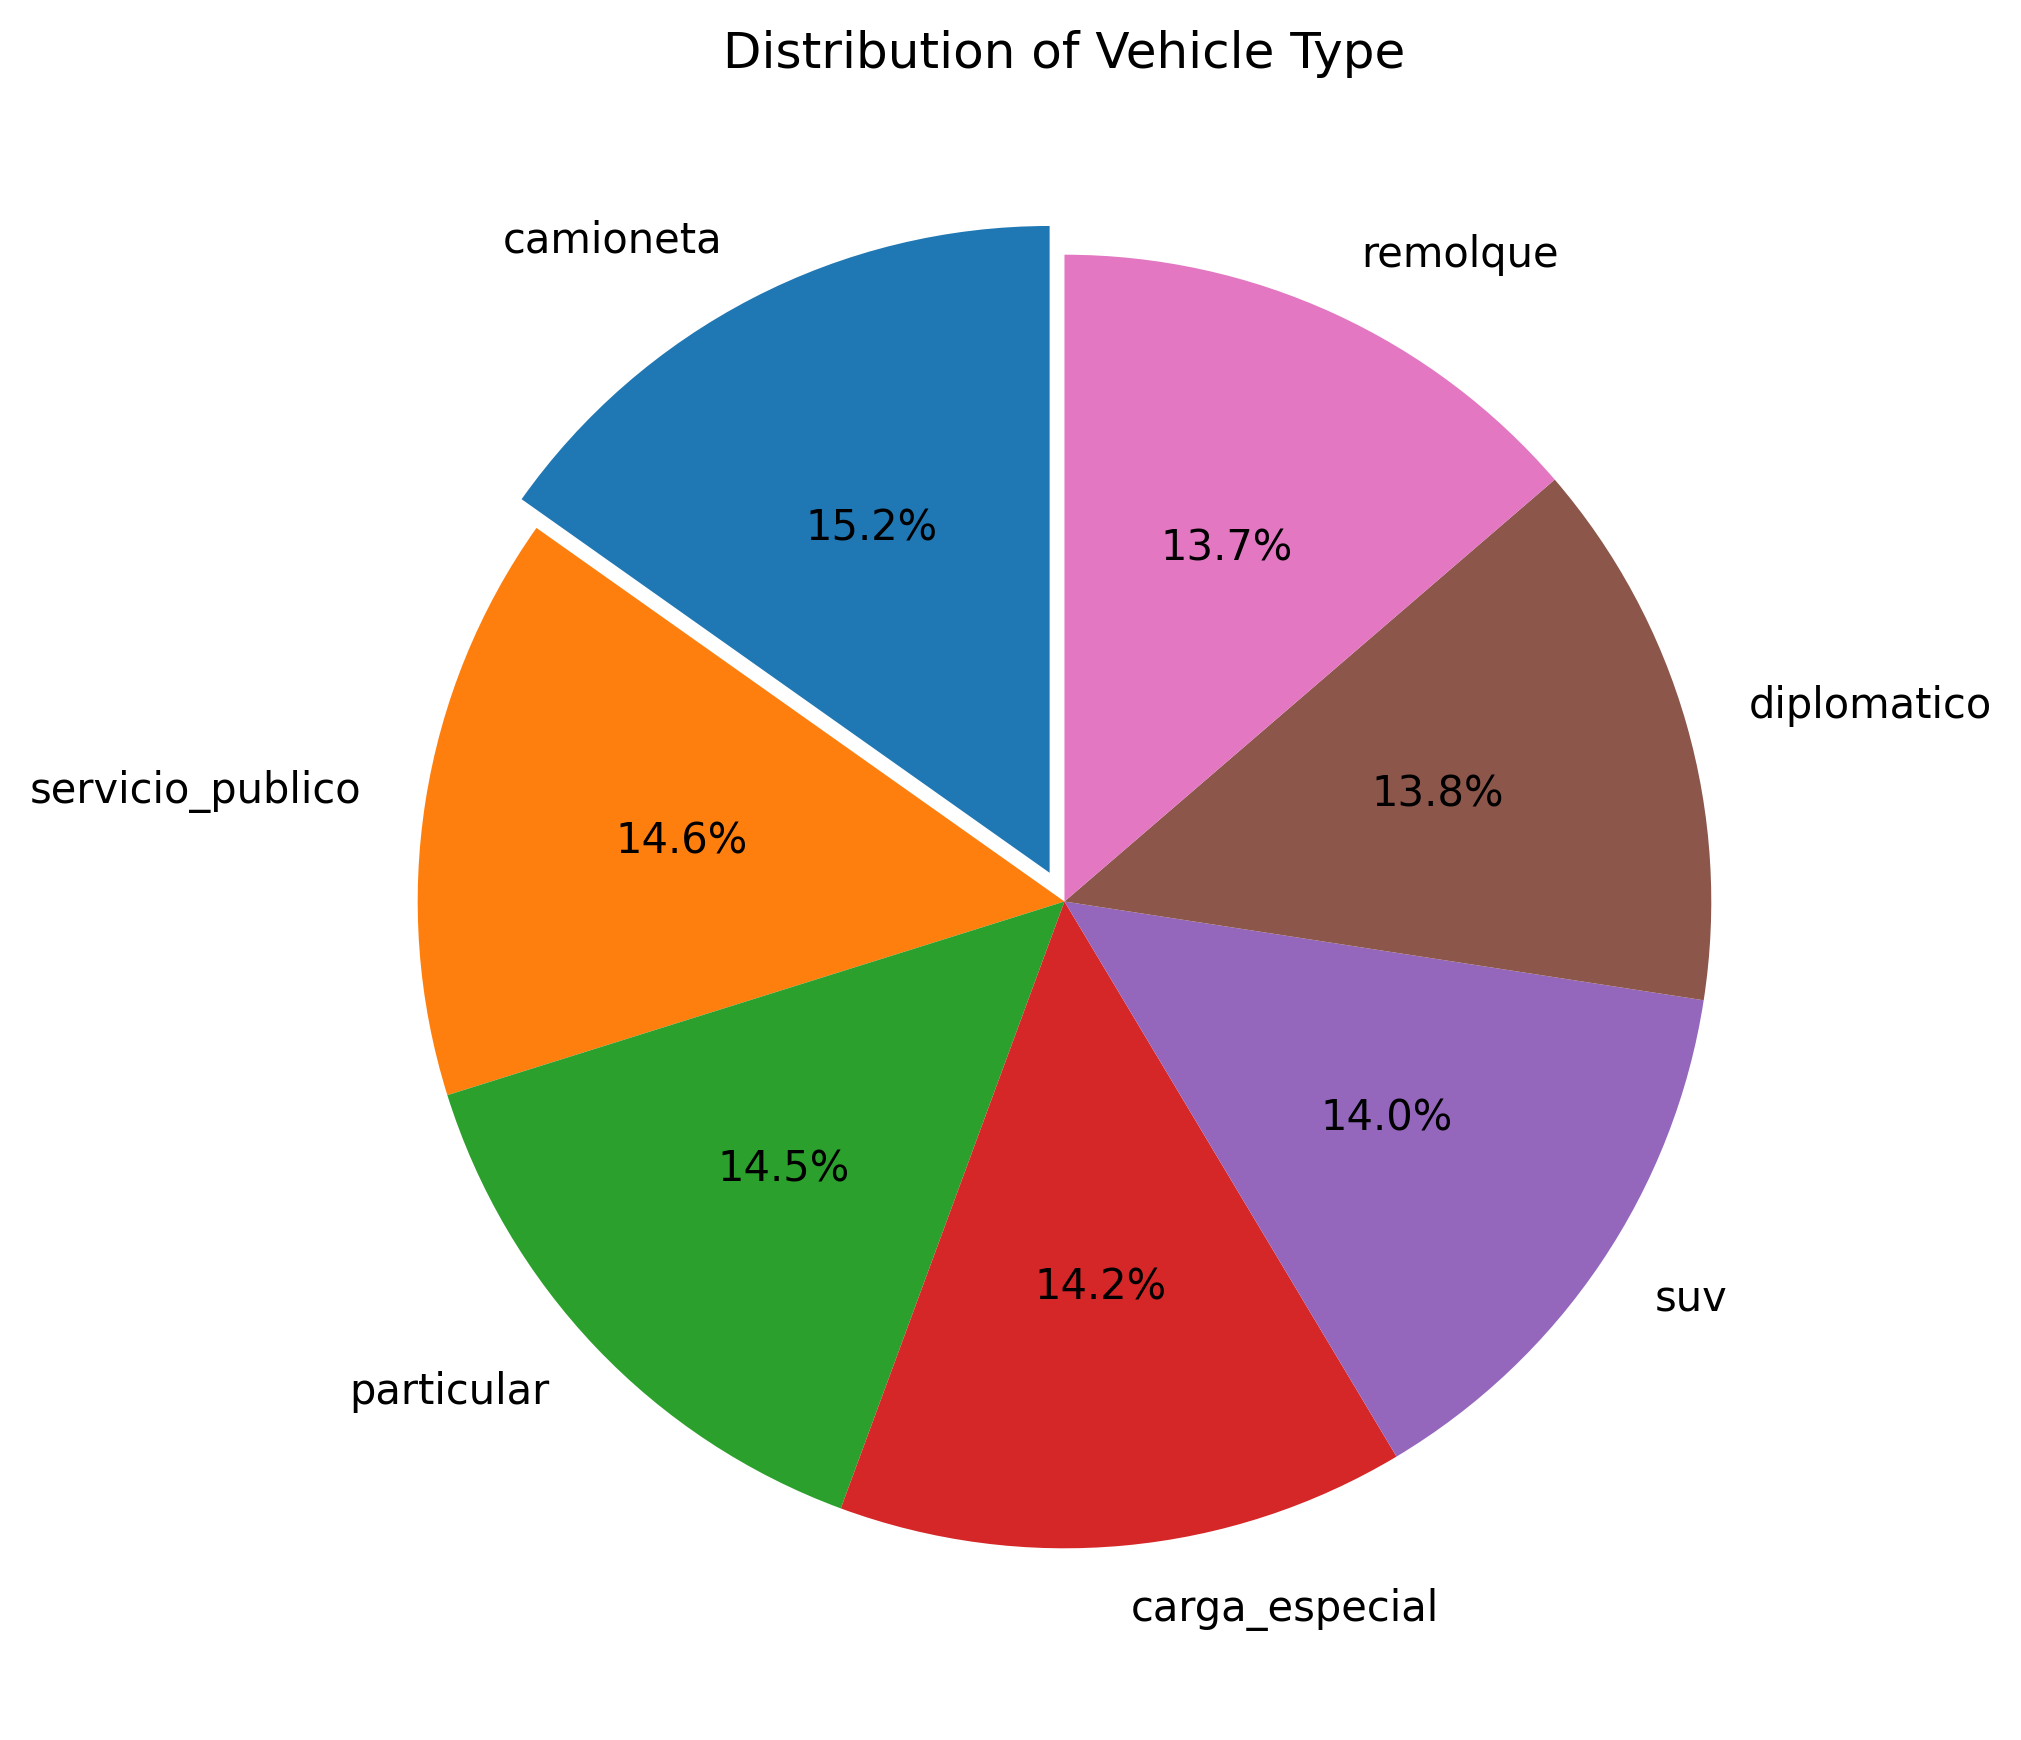 Distribution of Vehicle Type
camioneta
remolque
15.2%
13.7%
diplomatico
servicio_publico
13.8%
14.6%
14.0%
14.5%
14.2%
suv
particular
carga_especial